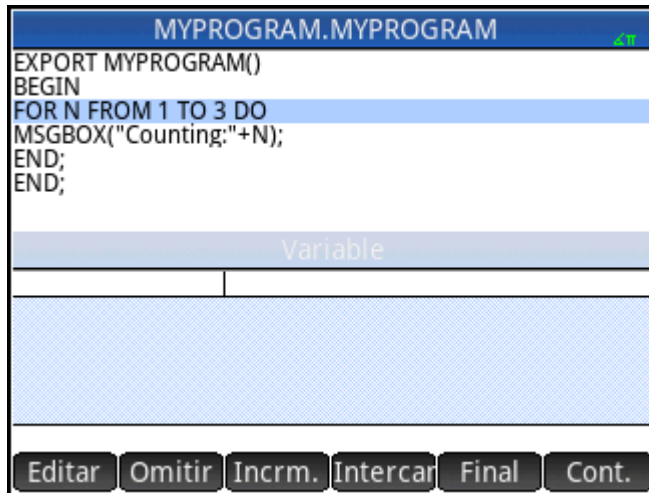 MYPROGRAM.MYPROGRAM
∡π
EXPORT MYPROGRAM()
BEGIN
FOR N FROM 1 TO 3 DO
MSGBOX("Counting:"+N);
END;
END;
Variable
Editar Omitir Incrm. Intercar Final Cont.